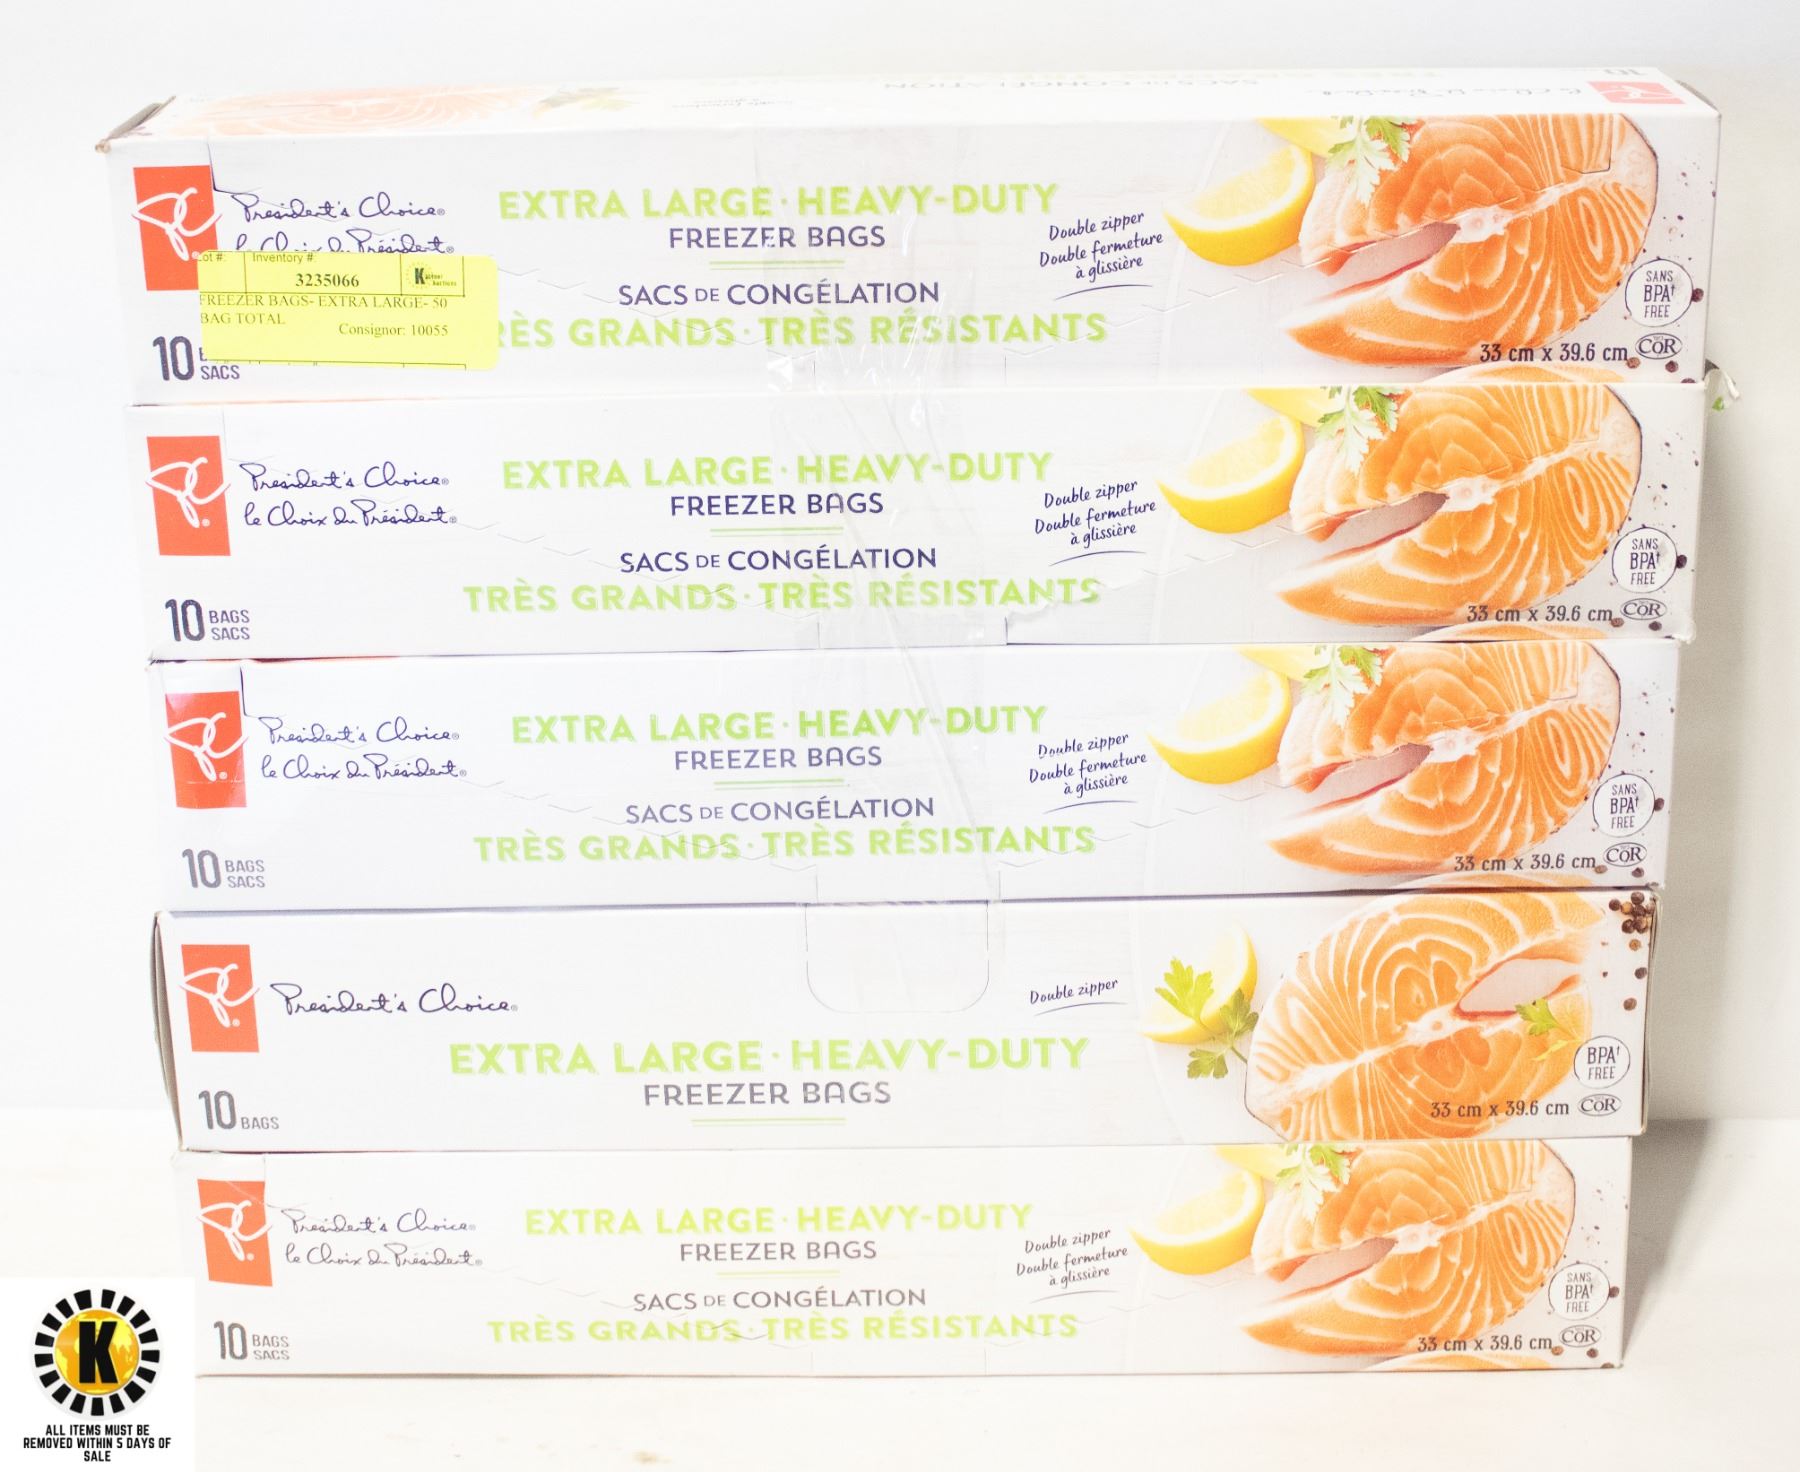 SACS DE CONGÉLATION
10
President's Choice®
EXTRA LARGE · HEAVY-DUTY
FREEZER BAGS
Double zipper
Double fermeture
à glissière
Président®
Lot #: Inventory #
3235066
FREEZER BAGS- EXTRA LARGE- 50
BAG TOTAL
Consignor: 10055
SACS DE CONGÉLATION
GRANDS · TRÈS RÉSISTANTS
10
SACS
SANS
BPA†
FREE
33 cm x 39.6 cm COR
President's Choice®
le Choix du Président®
EXTRA LARGE · HEAVY-DUTY
FREEZER BAGS
Double zipper
Double fermeture
à glissière
SACS DE CONGÉLATION
TRÈS GRANDS · TRÈS RÉSISTANTS
10 BAGS
SACS
SANS
BPA†
FREE
33 cm x 39.6 cm COR
President's Choice®
le Choix du Président®
EXTRA LARGE · HEAVY-DUTY
FREEZER BAGS
Double zipper
Double fermeture
à glissière
SACS DE CONGÉLATION
TRÈS GRANDS · TRÈS RÉSISTANTS
10 BAGS
SACS
SANS
BPA†
FREE
33 cm x 39.6 cm COR
President's Choice®
Double zipper
EXTRA LARGE · HEAVY-DUTY
FREEZER BAGS
10 BAGS
BPA†
FREE
33 cm x 39.6 cm COR
President's Choice®
le Choix du Président®
EXTRA LARGE · HEAVY-DUTY
FREEZER BAGS
Double zipper
Double fermeture
à glissière
SACS DE CONGÉLATION
TRÈS GRANDS · TRÈS RÉSISTANTS
10 BAGS
SACS
SANS
BPA†
FREE
33 cm x 39.6 cm COR
K
ALL ITEMS MUST BE
REMOVED WITHIN 5 DAYS OF
SALE